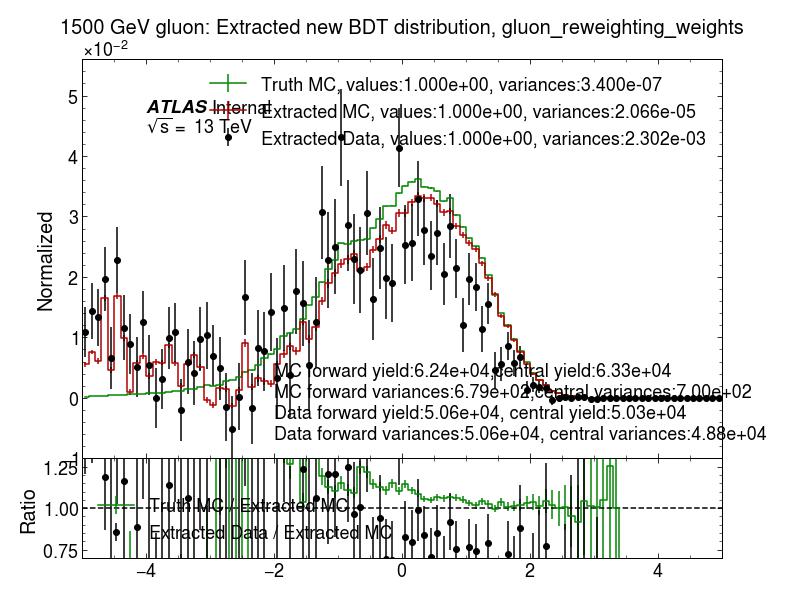 1500 GeV gluon: Extracted new BDT distribution, gluon_reweighting_weights
×10⁻²
Truth MC, values:1.000e+00, variances:3.400e-07
ATLAS Internal
Extracted MC, values:1.000e+00, variances:2.066e-05
√s = 13 TeV
Extracted Data, values:1.000e+00, variances:2.302e-03
5
4
3
2
1
0
Normalized
MC forward yield:6.24e+04,central yield:6.33e+04
MC forward variances:6.79e+02,central variances:7.00e+02
Data forward yield:5.06e+04, central yield:5.03e+04
Data forward variances:5.06e+04, central variances:4.88e+04
1
1.25
1.00
0.75
Ratio
Truth MC / Extracted MC
Extracted Data / Extracted MC
−4 −2 0 2 4